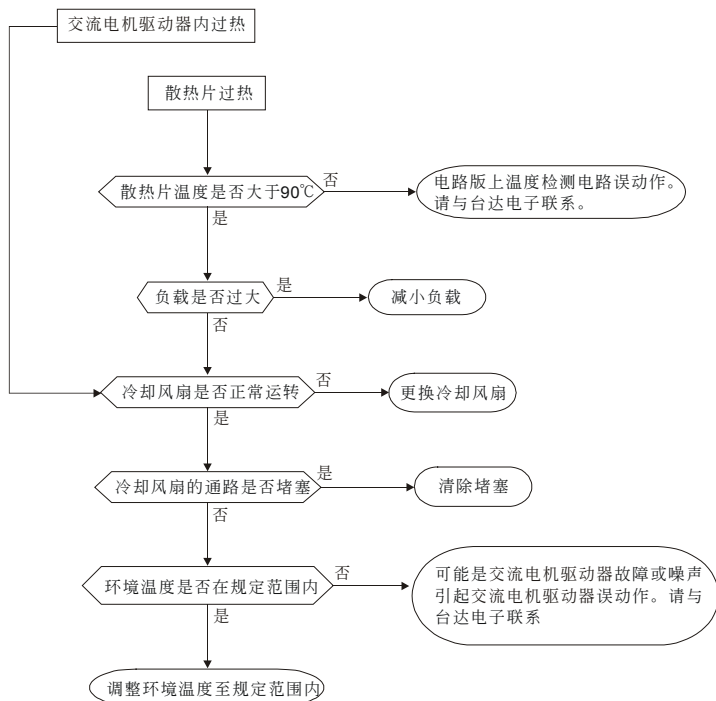 交流电机驱动器内过热
散热片过热
散热片温度是否大于90℃
否
电路版上温度检测电路误动作。
请与台达电子联系。
是
负载是否过大
是
减小负载
否
冷却风扇是否正常运转
否
更换冷却风扇
是
冷却风扇的通路是否堵塞
是
清除堵塞
否
环境温度是否在规定范围内
否
可能是交流电机驱动器故障或噪声
引起交流电机驱动器误动作。请与
台达电子联系
是
调整环境温度至规定范围内